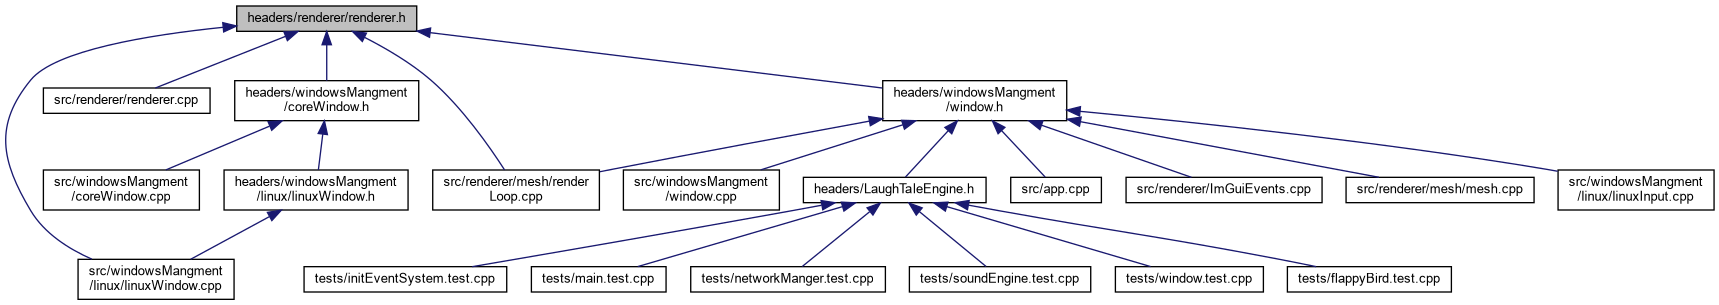 headers/renderer/renderer.h
src/renderer/renderer.cpp
headers/windowsMangment
/coreWindow.h
headers/windowsMangment
/window.h
src/windowsMangment
/coreWindow.cpp
headers/windowsMangment
/linux/linuxWindow.h
src/renderer/mesh/render
Loop.cpp
src/windowsMangment
/window.cpp
headers/LaughTaleEngine.h
src/app.cpp
src/renderer/ImGuiEvents.cpp
src/renderer/mesh/mesh.cpp
src/windowsMangment
/linux/linuxInput.cpp
src/windowsMangment
/linux/linuxWindow.cpp
tests/initEventSystem.test.cpp
tests/main.test.cpp
tests/networkManger.test.cpp
tests/soundEngine.test.cpp
tests/window.test.cpp
tests/flappyBird.test.cpp